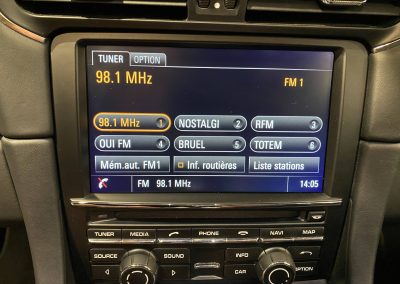 TUNER OPTION
98.1 MHz FM 1
98.1 MHz 1 NOSTALGI 2 RFM 3
OUI FM 4 BRUEL 5 TOTEM 6
Mém.aut. FM1 Inf. routières Liste stations
FM 98.1 MHz 14:05
TUNER MEDIA PHONE NAVI MAP
SOURCE SOUND INFO
CAR OPTION